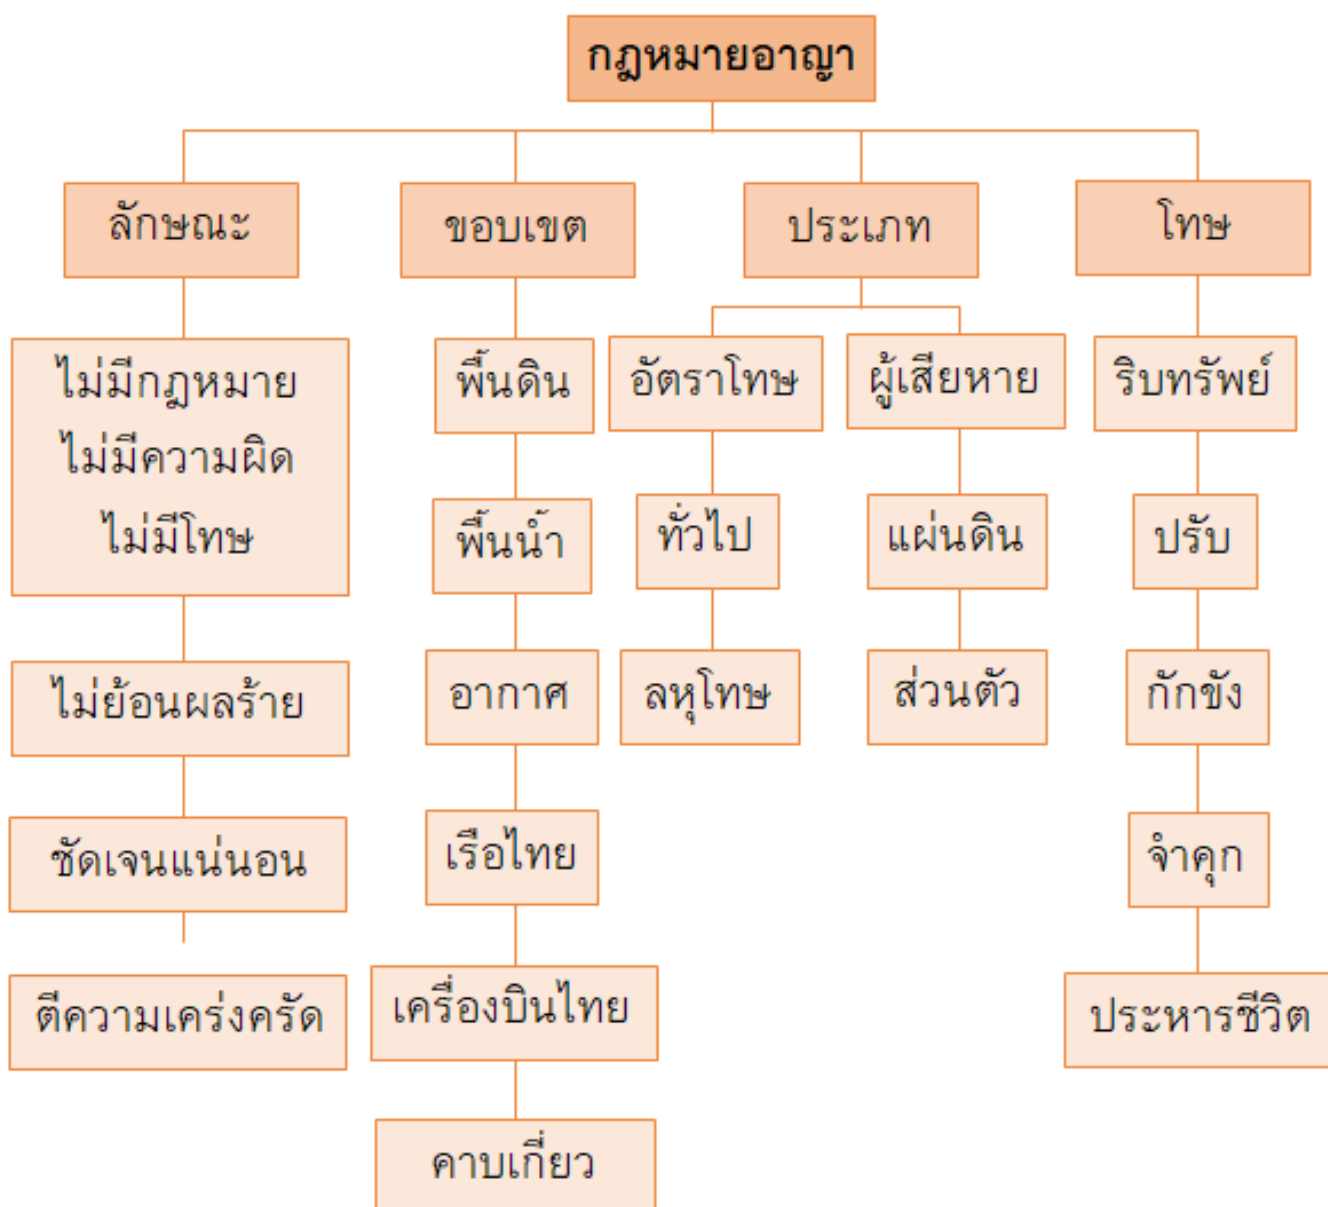 กฎหมายอาญา
ลักษณะ
ขอบเขต
ประเภท
โทษ
ไม่มีกฎหมาย
ไม่มีความผิด
ไม่มีโทษ
ไม่ย้อนผลร้าย
ชัดเจนแน่นอน
ตีความเคร่งครัด
พื้นดิน
พื้นน้ำ
อากาศ
เรือไทย
เครื่องบินไทย
คาบเกี่ยว
อัตราโทษ
ทั่วไป
ลหุโทษ
ผู้เสียหาย
แผ่นดิน
ส่วนตัว
ริบทรัพย์
ปรับ
กักขัง
จำคุก
ประหารชีวิต